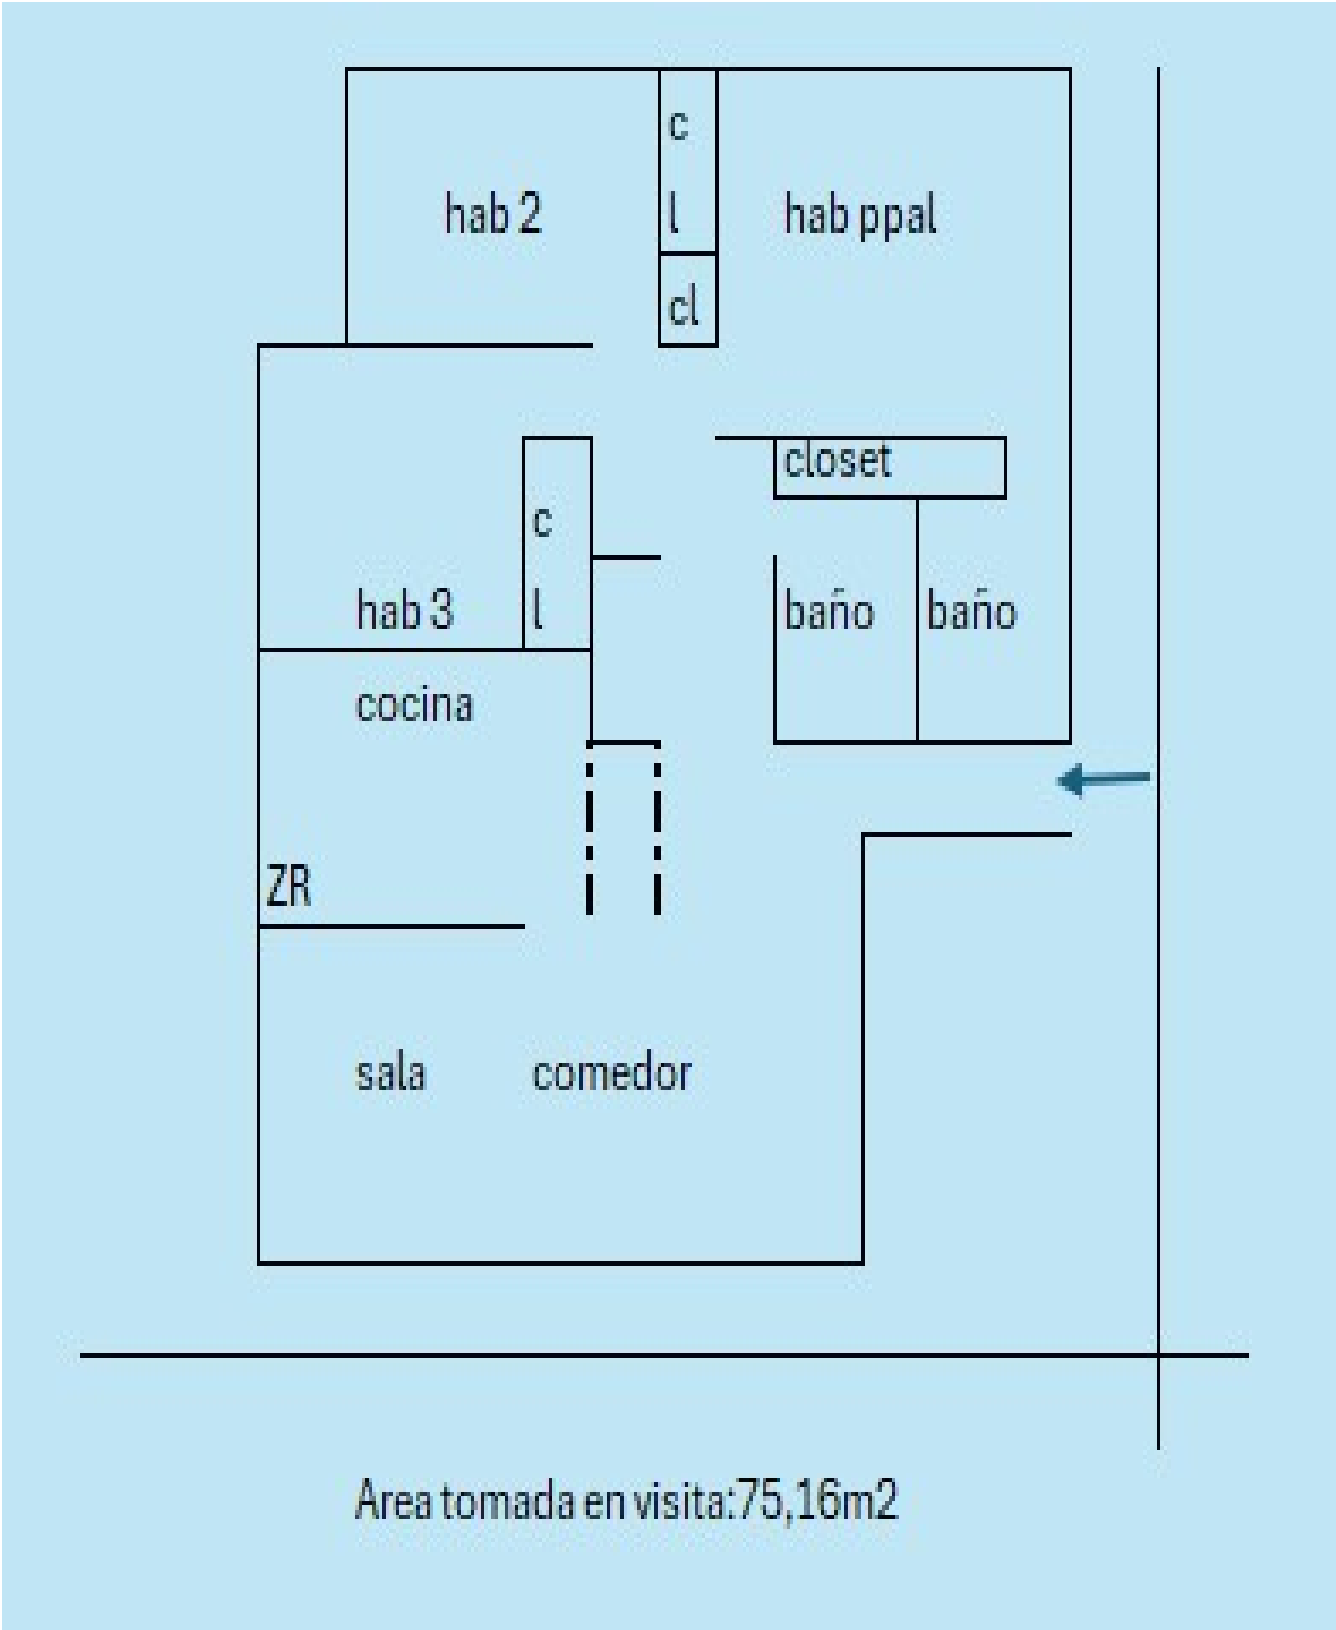 c
l
hab 2
hab ppal
cl
closet
c
l
hab 3
baño
baño
cocina
ZR
sala
comedor
Area tomada en visita:75,16m2